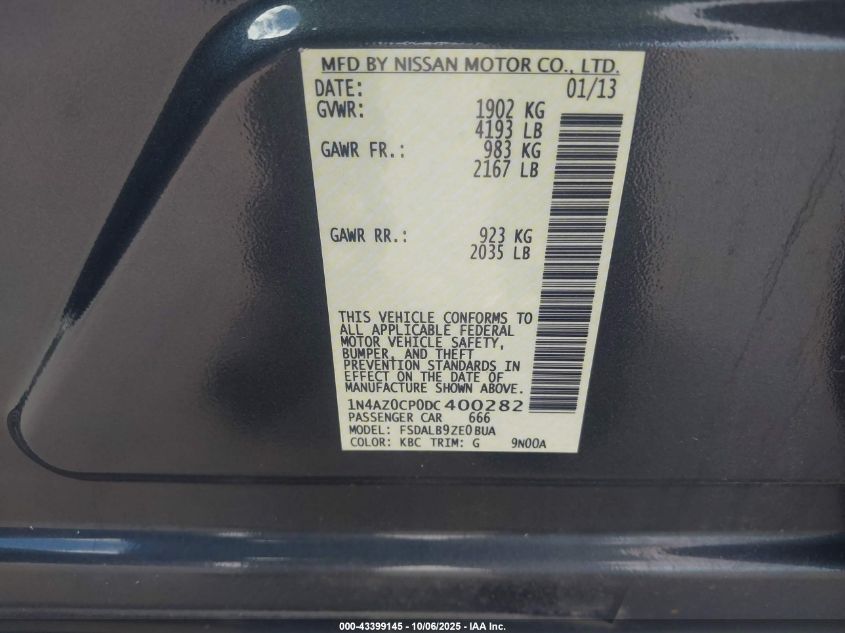 MFD BY NISSAN MOTOR CO., LTD.
DATE: 01/13
GVWR: 1902 KG
4193 LB
GAWR FR.: 983 KG
2167 LB
GAWR RR.: 923 KG
2035 LB
THIS VEHICLE CONFORMS TO
ALL APPLICABLE FEDERAL
MOTOR VEHICLE SAFETY,
BUMPER, AND THEFT
PREVENTION STANDARDS IN
EFFECT ON THE DATE OF
MANUFACTURE SHOWN ABOVE.
1N4AZ0CP0DC400282
PASSENGER CAR 666
MODEL: FSDALB9ZE0BUA
COLOR: KBC TRIM: G 9N00A
000-43399145 - 10/06/2025 - IAA Inc.